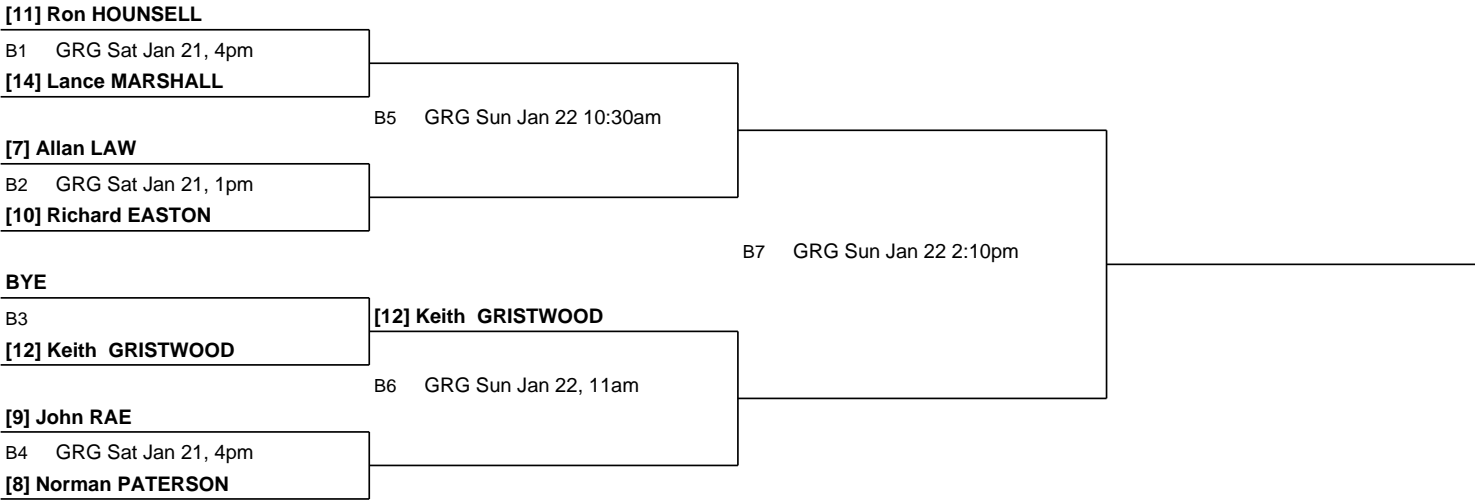 [11] Ron HOUNSELL
B1 GRG Sat Jan 21, 4pm
[14] Lance MARSHALL
B5 GRG Sun Jan 22 10:30am
[7] Allan LAW
B2 GRG Sat Jan 21, 1pm
[10] Richard EASTON
B7 GRG Sun Jan 22 2:10pm
BYE
B3
[12] Keith GRISTWOOD
[12] Keith GRISTWOOD
B6 GRG Sun Jan 22, 11am
[9] John RAE
B4 GRG Sat Jan 21, 4pm
[8] Norman PATERSON